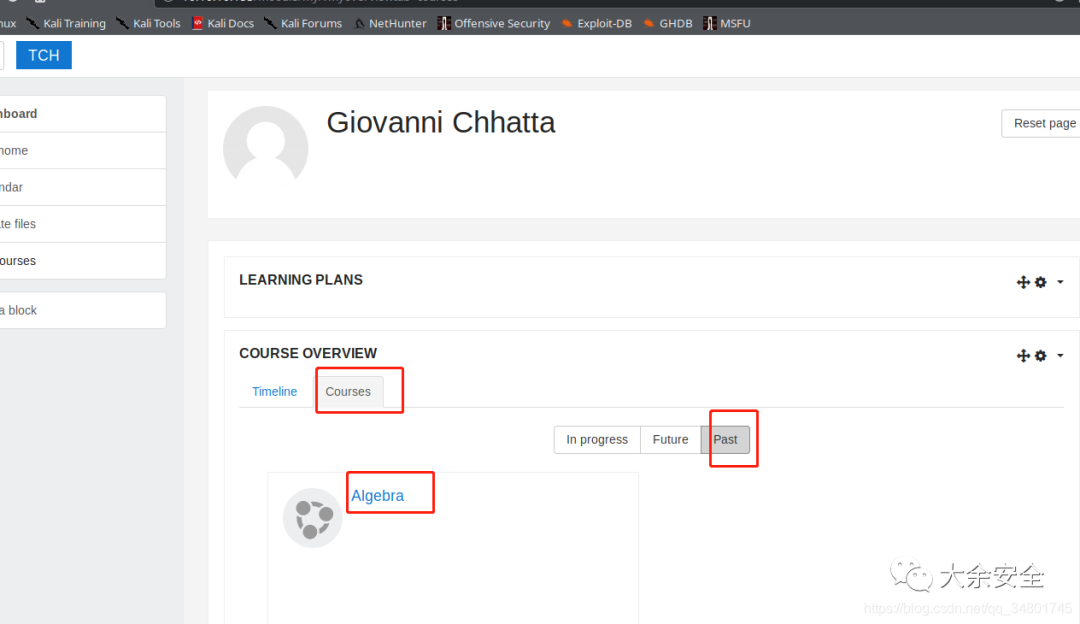 nux Kali Training Kali Tools Kali Docs Kali Forums NetHunter Offensive Security Exploit-DB GHDB MSFU
TCH
nboard
home
ndar
te files
ourses
a block
Giovanni Chhatta
Reset page
LEARNING PLANS
COURSE OVERVIEW
Timeline Courses
In progress Future Past
Algebra
大余安全
https://blog.csdn.net/qq_34801745